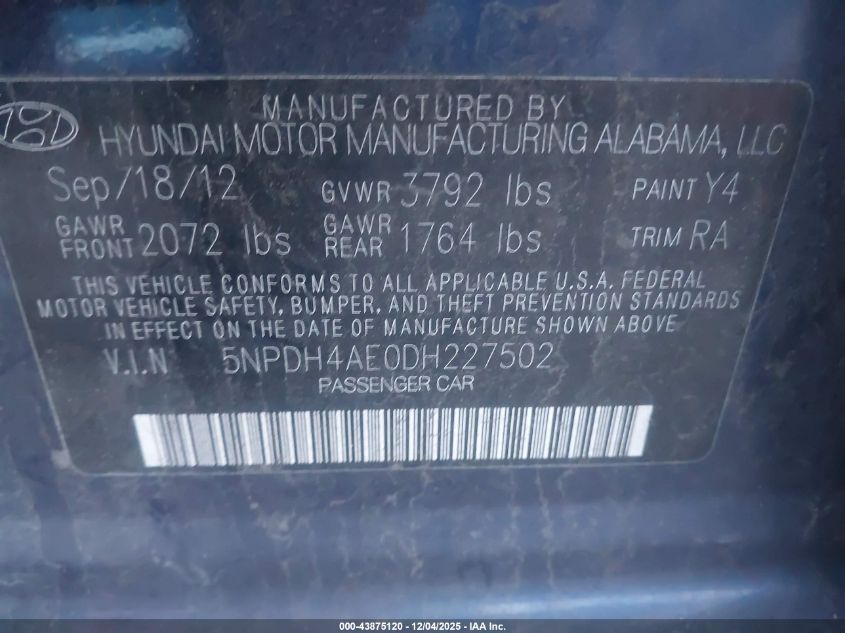 MANUFACTURED BY
HYUNDAI MOTOR MANUFACTURING ALABAMA, LLC
Sep/18/12 GVWR 3792 lbs PAINT Y4
GAWR FRONT 2072 lbs GAWR REAR 1764 lbs TRIM RA
THIS VEHICLE CONFORMS TO ALL APPLICABLE U.S.A. FEDERAL
MOTOR VEHICLE SAFETY, BUMPER, AND THEFT PREVENTION STANDARDS
IN EFFECT ON THE DATE OF MANUFACTURE SHOWN ABOVE
V.I.N 5NPDH4AE0DH227502
PASSENGER CAR
000-43875120 - 12/04/2025 - IAA Inc.